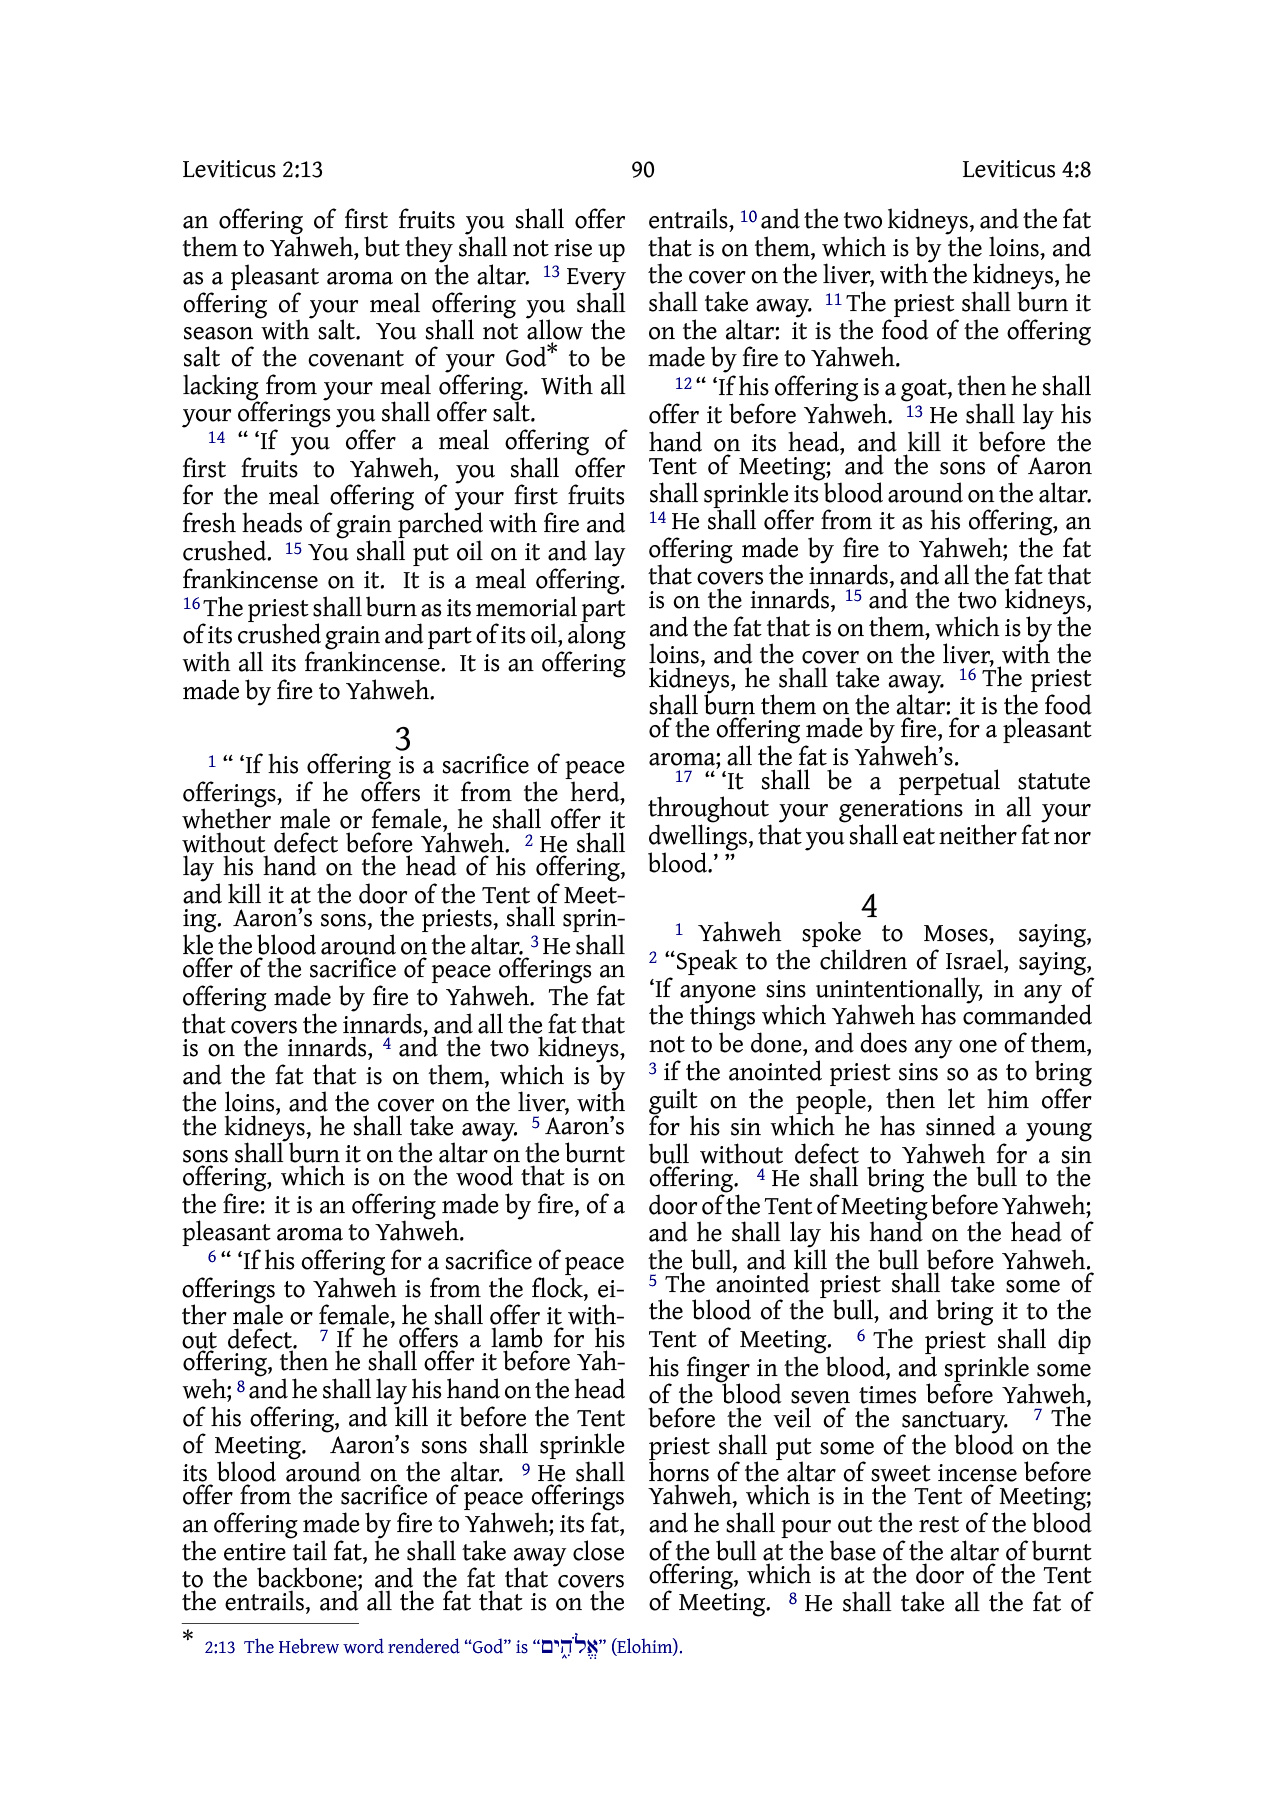 Leviticus 2:13 90 Leviticus 4:8
an offering of first fruits you shall offer
them to Yahweh, but they shall not rise up
as a pleasant aroma on the altar. 13 Every
offering of your meal offering you shall
season with salt. You shall not allow the
salt of the covenant of your God* to be
lacking from your meal offering. With all
your offerings you shall offer salt.
14 “ ‘If you offer a meal offering of
first fruits to Yahweh, you shall offer
for the meal offering of your first fruits
fresh heads of grain parched with fire and
crushed. 15 You shall put oil on it and lay
frankincense on it. It is a meal offering.
16 The priest shall burn as its memorial part
of its crushed grain and part of its oil, along
with all its frankincense. It is an offering
made by fire to Yahweh.
3
1 “ ‘If his offering is a sacrifice of peace
offerings, if he offers it from the herd,
whether male or female, he shall offer it
without defect before Yahweh. 2 He shall
lay his hand on the head of his offering,
and kill it at the door of the Tent of Meet-
ing. Aaron’s sons, the priests, shall sprin-
kle the blood around on the altar. 3 He shall
offer of the sacrifice of peace offerings an
offering made by fire to Yahweh. The fat
that covers the innards, and all the fat that
is on the innards, 4 and the two kidneys,
and the fat that is on them, which is by
the loins, and the cover on the liver, with
the kidneys, he shall take away. 5 Aaron’s
sons shall burn it on the altar on the burnt
offering, which is on the wood that is on
the fire: it is an offering made by fire, of a
pleasant aroma to Yahweh.
6 “ ‘If his offering for a sacrifice of peace
offerings to Yahweh is from the flock, ei-
ther male or female, he shall offer it with-
out defect. 7 If he offers a lamb for his
offering, then he shall offer it before Yah-
weh; 8 and he shall lay his hand on the head
of his offering, and kill it before the Tent
of Meeting. Aaron’s sons shall sprinkle
its blood around on the altar. 9 He shall
offer from the sacrifice of peace offerings
an offering made by fire to Yahweh; its fat,
the entire tail fat, he shall take away close
to the backbone; and the fat that covers
the entrails, and all the fat that is on the
entrails, 10 and the two kidneys, and the fat
that is on them, which is by the loins, and
the cover on the liver, with the kidneys, he
shall take away. 11 The priest shall burn it
on the altar: it is the food of the offering
made by fire to Yahweh.
12 “ ‘If his offering is a goat, then he shall
offer it before Yahweh. 13 He shall lay his
hand on its head, and kill it before the
Tent of Meeting; and the sons of Aaron
shall sprinkle its blood around on the altar.
14 He shall offer from it as his offering, an
offering made by fire to Yahweh; the fat
that covers the innards, and all the fat that
is on the innards, 15 and the two kidneys,
and the fat that is on them, which is by the
loins, and the cover on the liver, with the
kidneys, he shall take away. 16 The priest
shall burn them on the altar: it is the food
of the offering made by fire, for a pleasant
aroma; all the fat is Yahweh’s.
17 “ ‘It shall be a perpetual statute
throughout your generations in all your
dwellings, that you shall eat neither fat nor
blood.’ ”
4
1 Yahweh spoke to Moses, saying,
2 “Speak to the children of Israel, saying,
‘If anyone sins unintentionally, in any of
the things which Yahweh has commanded
not to be done, and does any one of them,
3 if the anointed priest sins so as to bring
guilt on the people, then let him offer
for his sin which he has sinned a young
bull without defect to Yahweh for a sin
offering. 4 He shall bring the bull to the
door of the Tent of Meeting before Yahweh;
and he shall lay his hand on the head of
the bull, and kill the bull before Yahweh.
5 The anointed priest shall take some of
the blood of the bull, and bring it to the
Tent of Meeting. 6 The priest shall dip
his finger in the blood, and sprinkle some
of the blood seven times before Yahweh,
before the veil of the sanctuary. 7 The
priest shall put some of the blood on the
horns of the altar of sweet incense before
Yahweh, which is in the Tent of Meeting;
and he shall pour out the rest of the blood
of the bull at the base of the altar of burnt
offering, which is at the door of the Tent
of Meeting. 8 He shall take all the fat of
* 2:13 The Hebrew word rendered “God” is “אֱלֹהִ֑ים” (Elohim).